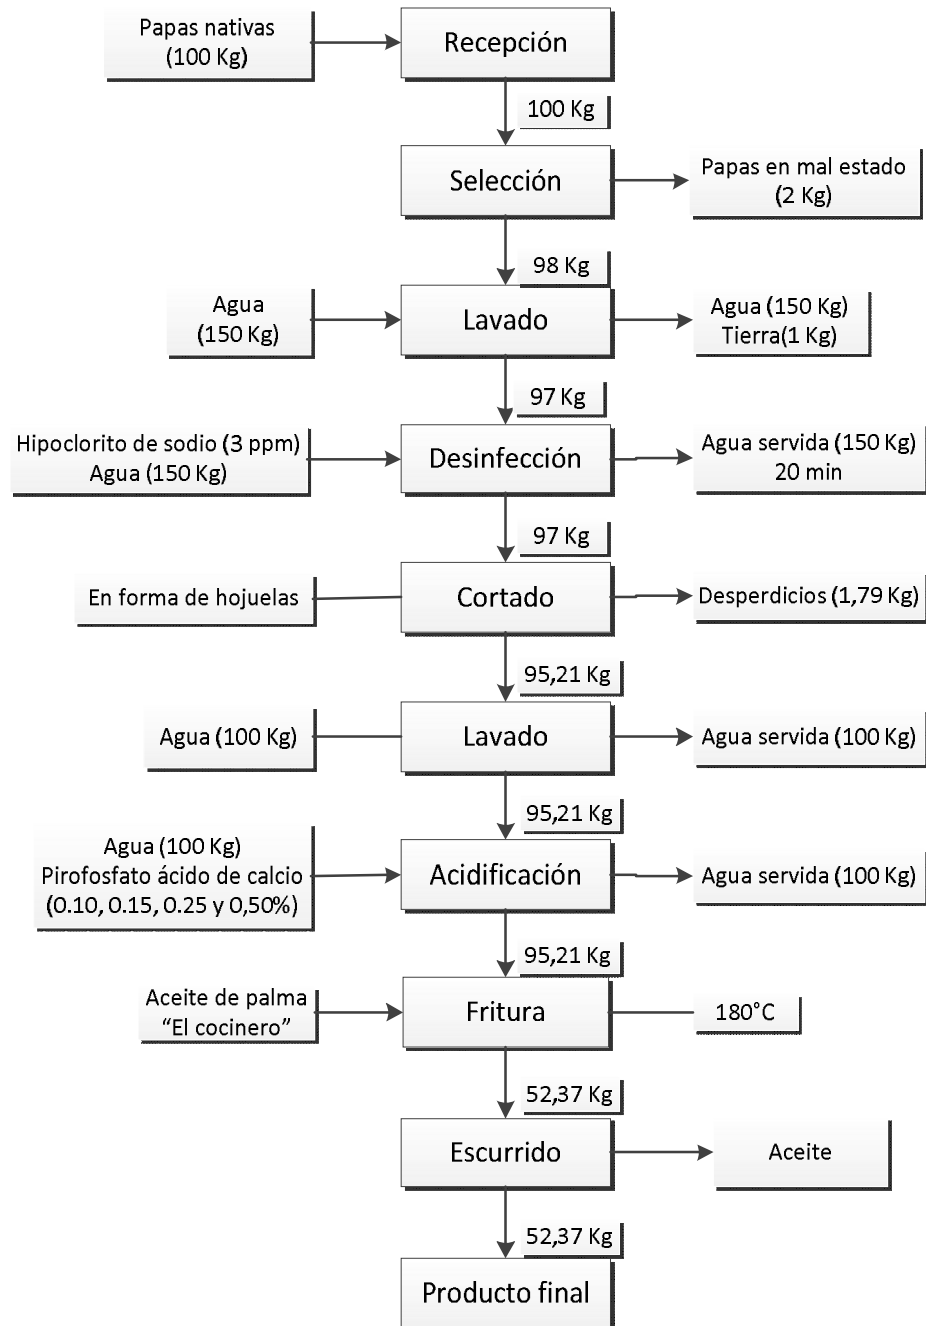 Papas nativas
(100 Kg)
Recepción
100 Kg
Selección
Papas en mal estado
(2 Kg)
98 Kg
Agua
(150 Kg)
Lavado
Agua (150 Kg)
Tierra(1 Kg)
97 Kg
Hipoclorito de sodio (3 ppm)
Agua (150 Kg)
Desinfección
Agua servida (150 Kg)
20 min
97 Kg
En forma de hojuelas
Cortado
Desperdicios (1,79 Kg)
95,21 Kg
Agua (100 Kg)
Lavado
Agua servida (100 Kg)
95,21 Kg
Agua (100 Kg)
Pirofosfato ácido de calcio
(0.10, 0.15, 0.25 y 0,50%)
Acidificación
Agua servida (100 Kg)
95,21 Kg
Aceite de palma
“El cocinero”
Fritura
180°C
52,37 Kg
Escurrido
Aceite
52,37 Kg
Producto final